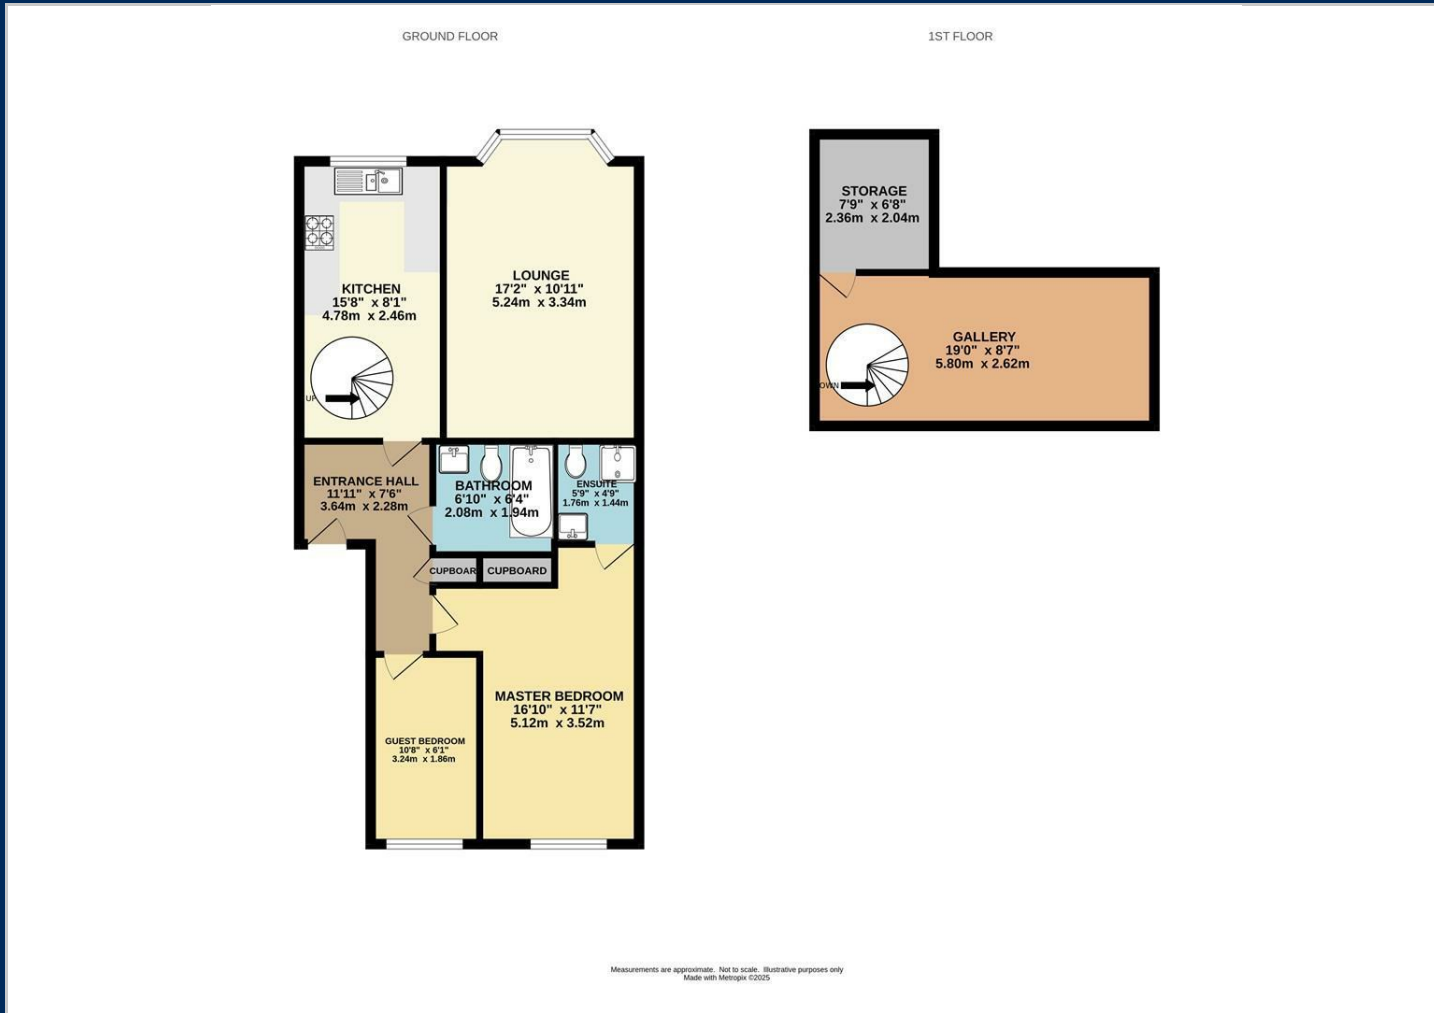 GROUND FLOOR
1ST FLOOR
STORAGE
7'9" x 6'8"
2.36m x 2.04m
LOUNGE
17'2" x 10'11"
5.24m x 3.34m
KITCHEN
15'8" x 8'1"
4.78m x 2.46m
UP
GALLERY
19'0" x 8'7"
5.80m x 2.62m
OWN
ENTRANCE HALL
11'11" x 7'6"
3.64m x 2.28m
BATHROOM
6'10" x 6'4"
2.08m x 1.94m
ENSUITE
5'9" x 4'9"
1.76m x 1.44m
CUPBOAR
CUPBOARD
MASTER BEDROOM
16'10" x 11'7"
5.12m x 3.52m
GUEST BEDROOM
10'8" x 6'1"
3.24m x 1.86m
Measurements are approximate. Not to scale. Illustrative purposes only
Made with Metropix ©2025